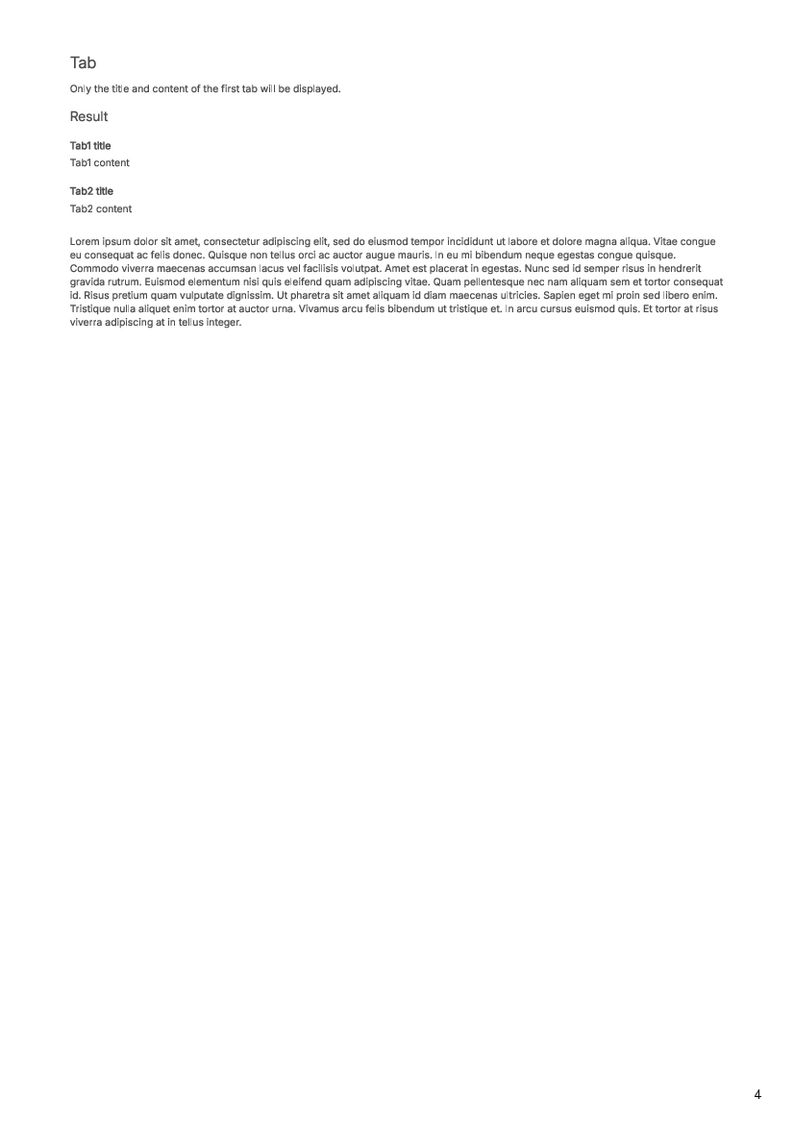 Tab
Only the title and content of the first tab will be displayed.
Result
Tab1 title
Tab1 content
Tab2 title
Tab2 content
Lorem ipsum dolor sit amet, consectetur adipiscing elit, sed do eiusmod tempor incididunt ut labore et dolore magna aliqua. Vitae congue
eu consequat ac felis donec. Quisque non tellus orci ac auctor augue mauris. In eu mi bibendum neque egestas congue quisque.
Commodo viverra maecenas accumsan lacus vel facilisis volutpat. Amet est placerat in egestas. Nunc sed id semper risus in hendrerit
gravida rutrum. Euismod elementum nisi quis eleifend quam adipiscing vitae. Quam pellentesque nec nam aliquam sem et tortor consequat
id. Risus pretium quam vulputate dignissim. Ut pharetra sit amet aliquam id diam maecenas ultricies. Sapien eget mi proin sed libero enim.
Tristique nulla aliquet enim tortor at auctor urna. Vivamus arcu felis bibendum ut tristique et. In arcu cursus euismod quis. Et tortor at risus
viverra adipiscing at in tellus integer.
4